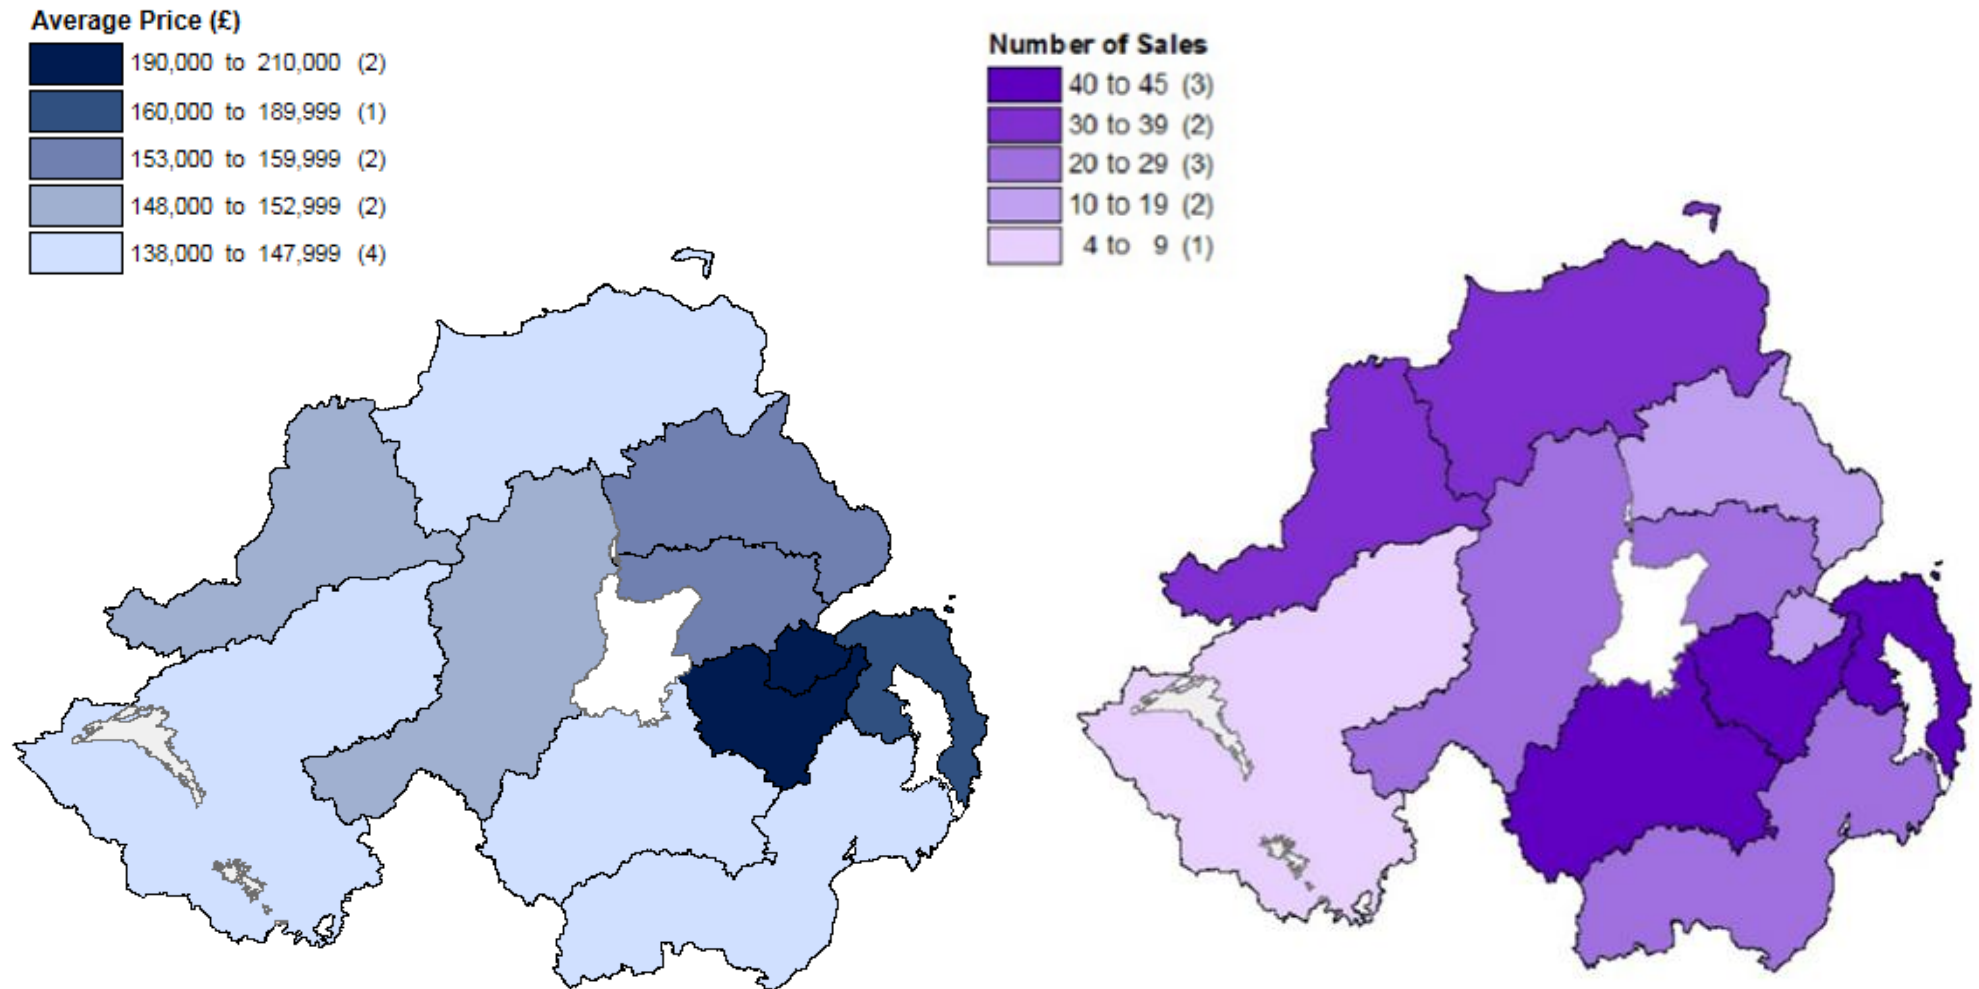 Average Price (£)
190,000 to 210,000 (2)
160,000 to 189,999 (1)
153,000 to 159,999 (2)
148,000 to 152,999 (2)
138,000 to 147,999 (4)
Number of Sales
40 to 45 (3)
30 to 39 (2)
20 to 29 (3)
10 to 19 (2)
4 to 9 (1)